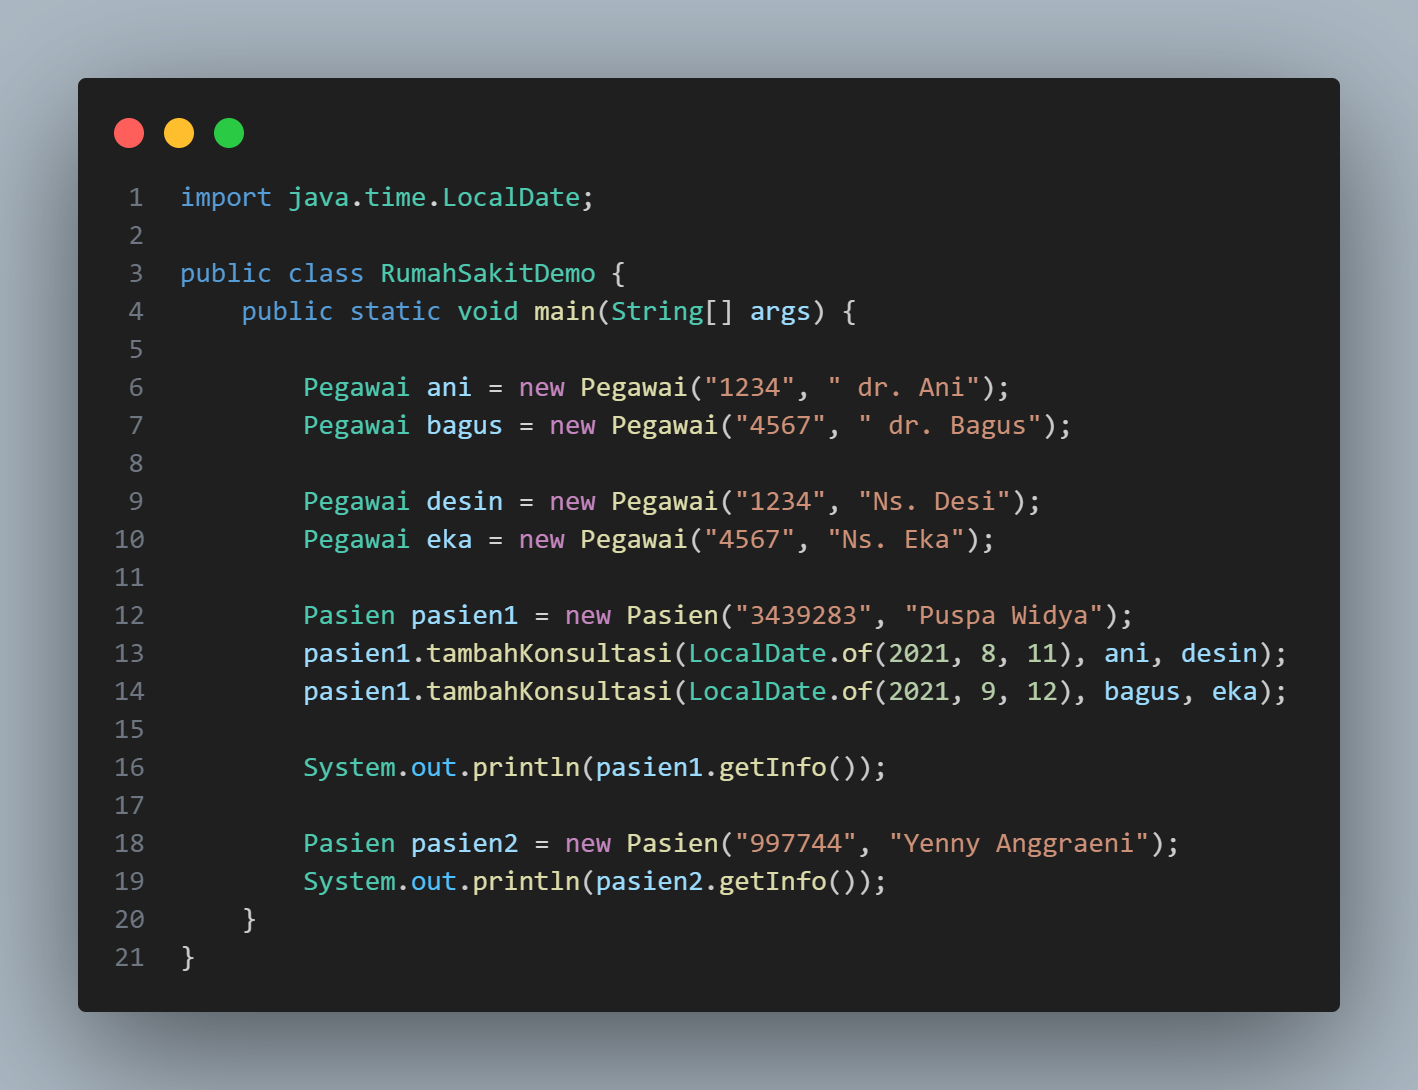 1 import java.time.LocalDate;
2
3 public class RumahSakitDemo {
4     public static void main(String[] args) {
5
6         Pegawai ani = new Pegawai("1234", " dr. Ani");
7         Pegawai bagus = new Pegawai("4567", " dr. Bagus");
8
9         Pegawai desin = new Pegawai("1234", "Ns. Desi");
10         Pegawai eka = new Pegawai("4567", "Ns. Eka");
11
12         Pasien pasien1 = new Pasien("3439283", "Puspa Widya");
13         pasien1.tambahKonsultasi(LocalDate.of(2021, 8, 11), ani, desin);
14         pasien1.tambahKonsultasi(LocalDate.of(2021, 9, 12), bagus, eka);
15
16         System.out.println(pasien1.getInfo());
17
18         Pasien pasien2 = new Pasien("997744", "Yenny Anggraeni");
19         System.out.println(pasien2.getInfo());
20     }
21 }